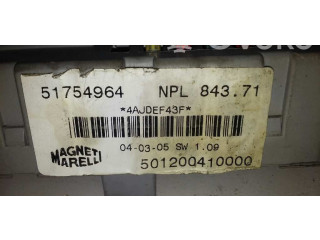 51754964 NPL 843.71
*4AJDEF43F*
MAGNETI MARELLI
04-03-05 SW 1.09
501200410000